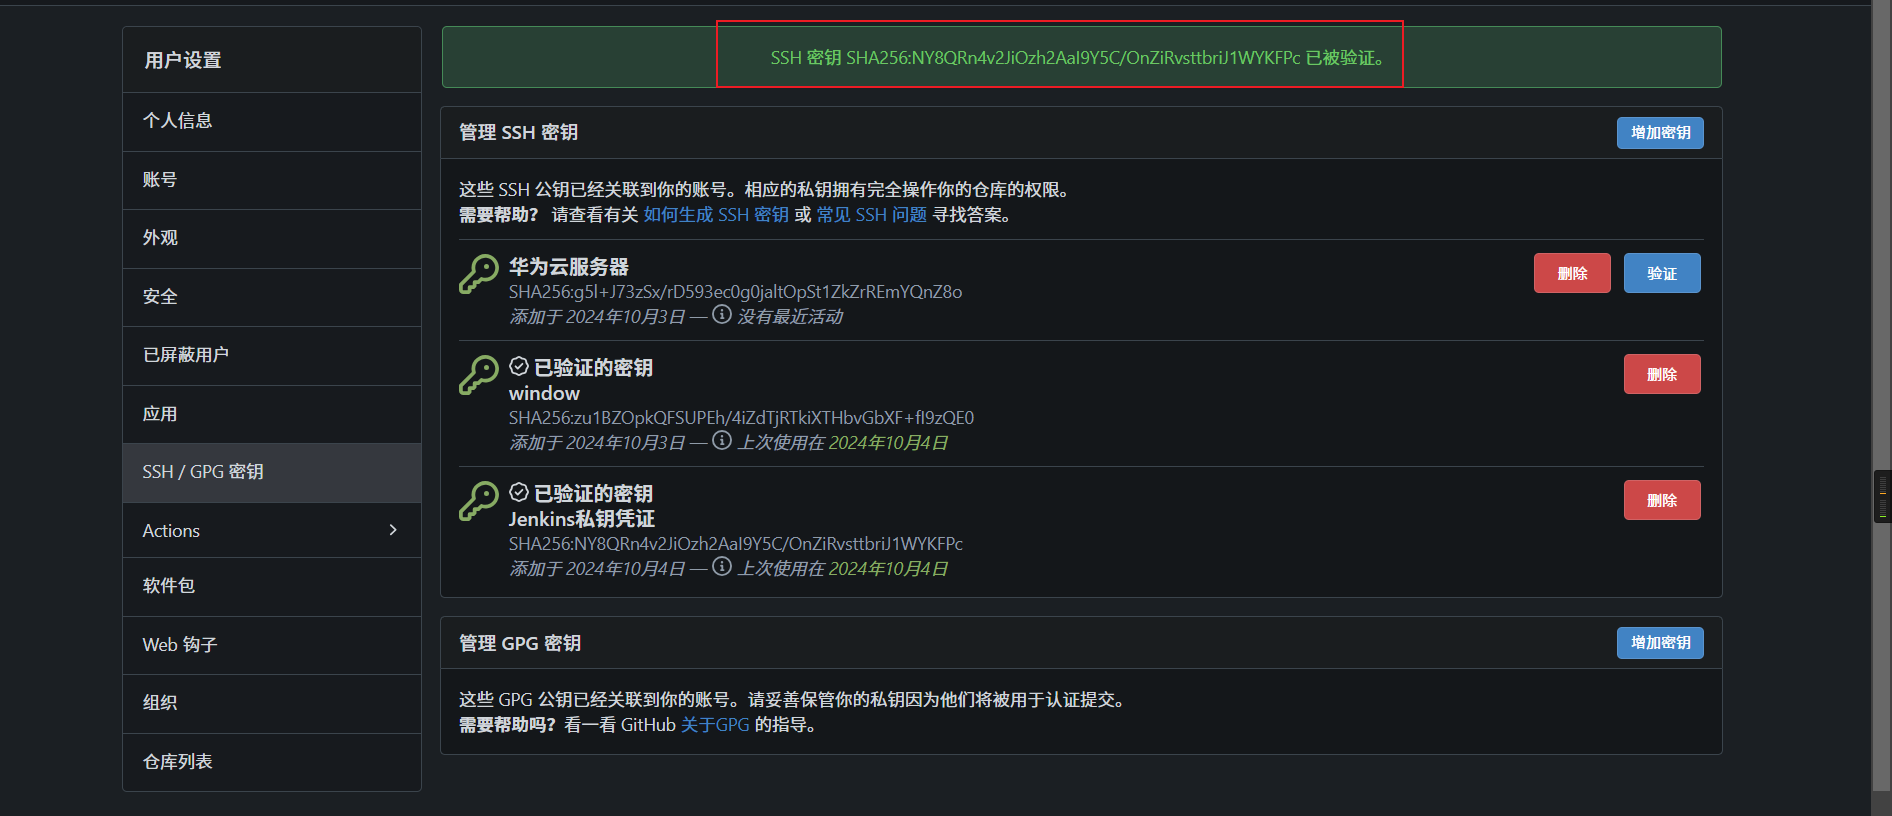 用户设置
个人信息
账号
外观
安全
已屏蔽用户
应用
SSH / GPG 密钥
Actions
软件包
Web 钩子
组织
仓库列表
SSH 密钥 SHA256:NY8QRn4v2JiOzh2AaI9Y5C/OnZiRvsttbriJ1WYKFPc 已被验证。
管理 SSH 密钥
增加密钥
这些 SSH 公钥已经关联到你的账号。相应的私钥拥有完全操作你的仓库的权限。
需要帮助? 请查看有关 如何生成 SSH 密钥 或 常见 SSH 问题 寻找答案。
华为云服务器
删除
验证
SHA256:g5l+J73zSx/rD593ec0g0jaltOpSt1ZkZrREmYQnZ8o
添加于 2024年10月3日 — 没有最近活动
已验证的密钥
删除
window
SHA256:zu1BZOpkQFSUPEh/4iZdTjRTkiXTHbvGbXF+fI9zQE0
添加于 2024年10月3日 — 上次使用在 2024年10月4日
已验证的密钥
删除
Jenkins私钥凭证
SHA256:NY8QRn4v2JiOzh2AaI9Y5C/OnZiRvsttbriJ1WYKFPc
添加于 2024年10月4日 — 上次使用在 2024年10月4日
管理 GPG 密钥
增加密钥
这些 GPG 公钥已经关联到你的账号。请妥善保管你的私钥因为他们将被用于认证提交。
需要帮助吗? 看一看 GitHub 关于GPG 的指导。